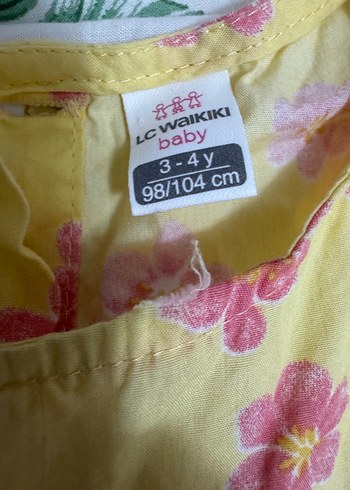 LC WAIKIKI
baby
3 - 4 y
98/104 cm